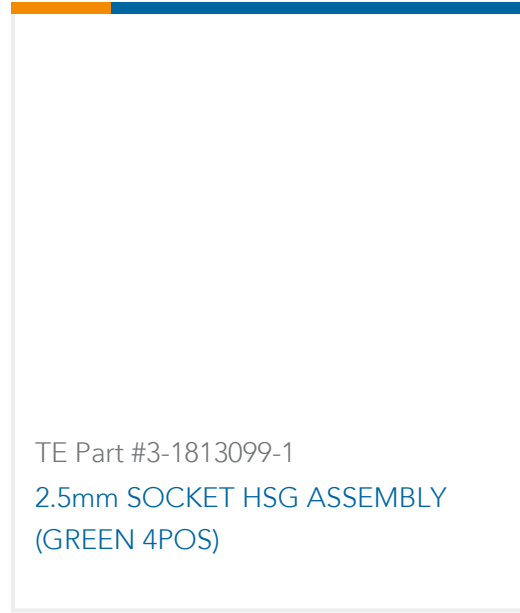 TE Part #3-1813099-1
2.5mm SOCKET HSG ASSEMBLY
(GREEN 4POS)